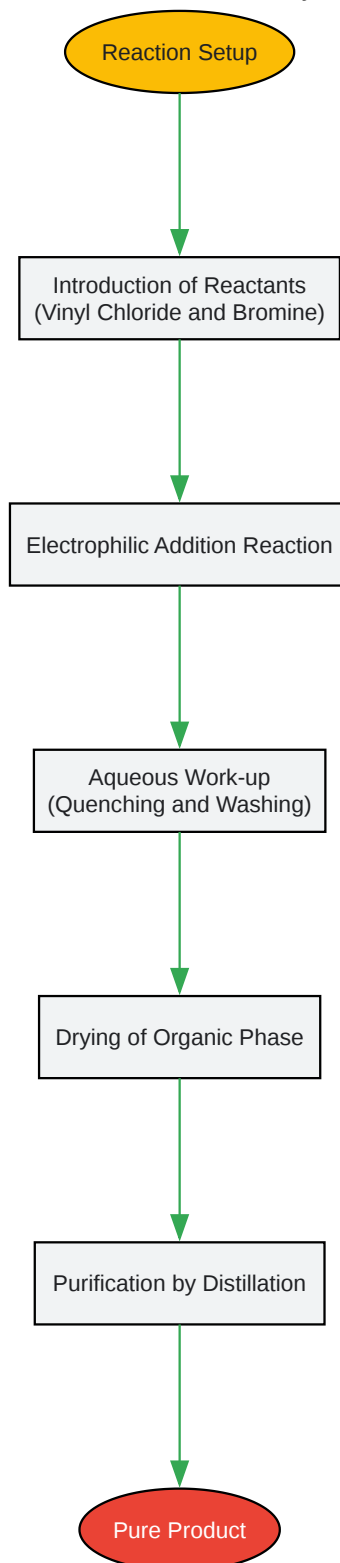 Reaction Setup
Introduction of Reactants
(Vinyl Chloride and Bromine)
Electrophilic Addition Reaction
Aqueous Work-up
(Quenching and Washing)
Drying of Organic Phase
Purification by Distillation
Pure Product